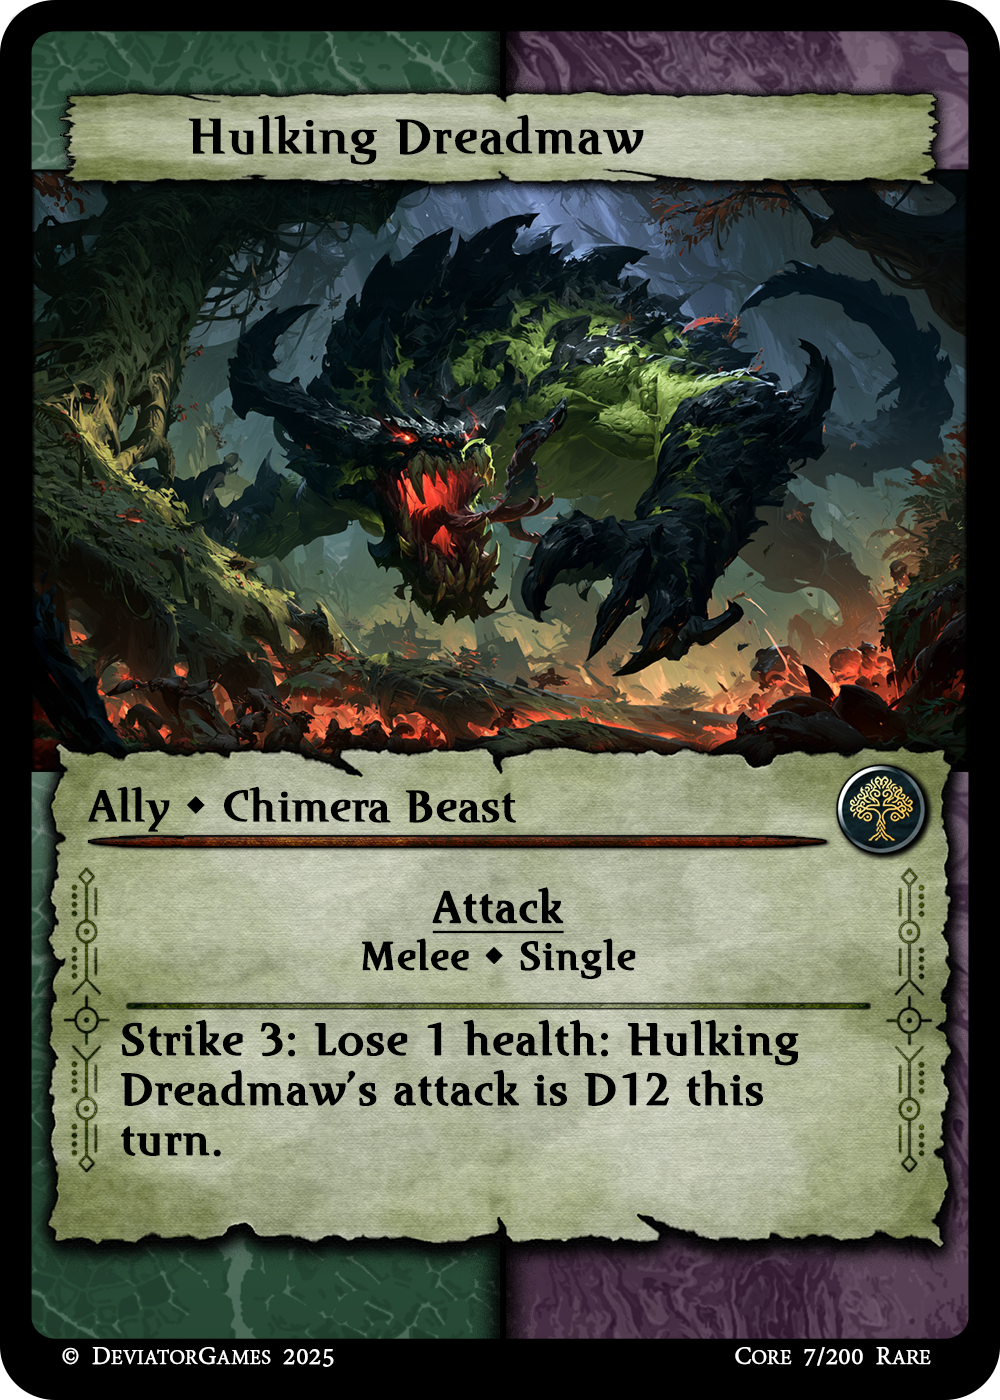 Hulking Dreadmaw
Ally ◆ Chimera Beast
Attack
Melee ◆ Single
Strike 3: Lose 1 health: Hulking
Dreadmaw's attack is D12 this
turn.
© DeviatorGames 2025
Core 7/200 Rare